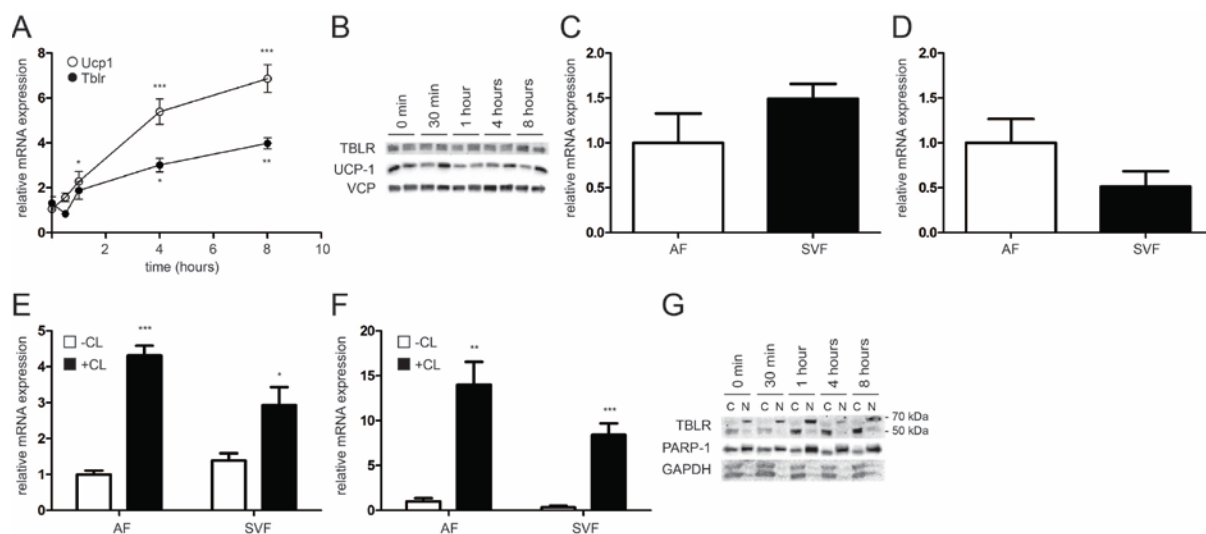 A
relative mRNA expression
8
6
4
2
0
Ucp1
Tblr
***
***
*
*
**
2
4
6
8
10
time (hours)
B
0 min
30 min
1 hour
4 hours
8 hours
TBLR
UCP-1
VCP
C
relative mRNA expression
2.0
1.5
1.0
0.5
0.0
AF
SVF
D
relative mRNA expression
2.0
1.5
1.0
0.5
0.0
AF
SVF
E
relative mRNA expression
5
4
3
2
1
0
-CL
+CL
***
*
AF
SVF
F
relative mRNA expression
20
15
10
5
0
-CL
+CL
**
***
AF
SVF
G
0 min
30 min
1 hour
4 hours
8 hours
C N C N C N C N C N
TBLR
- 70 kDa
- 50 kDa
PARP-1
GAPDH